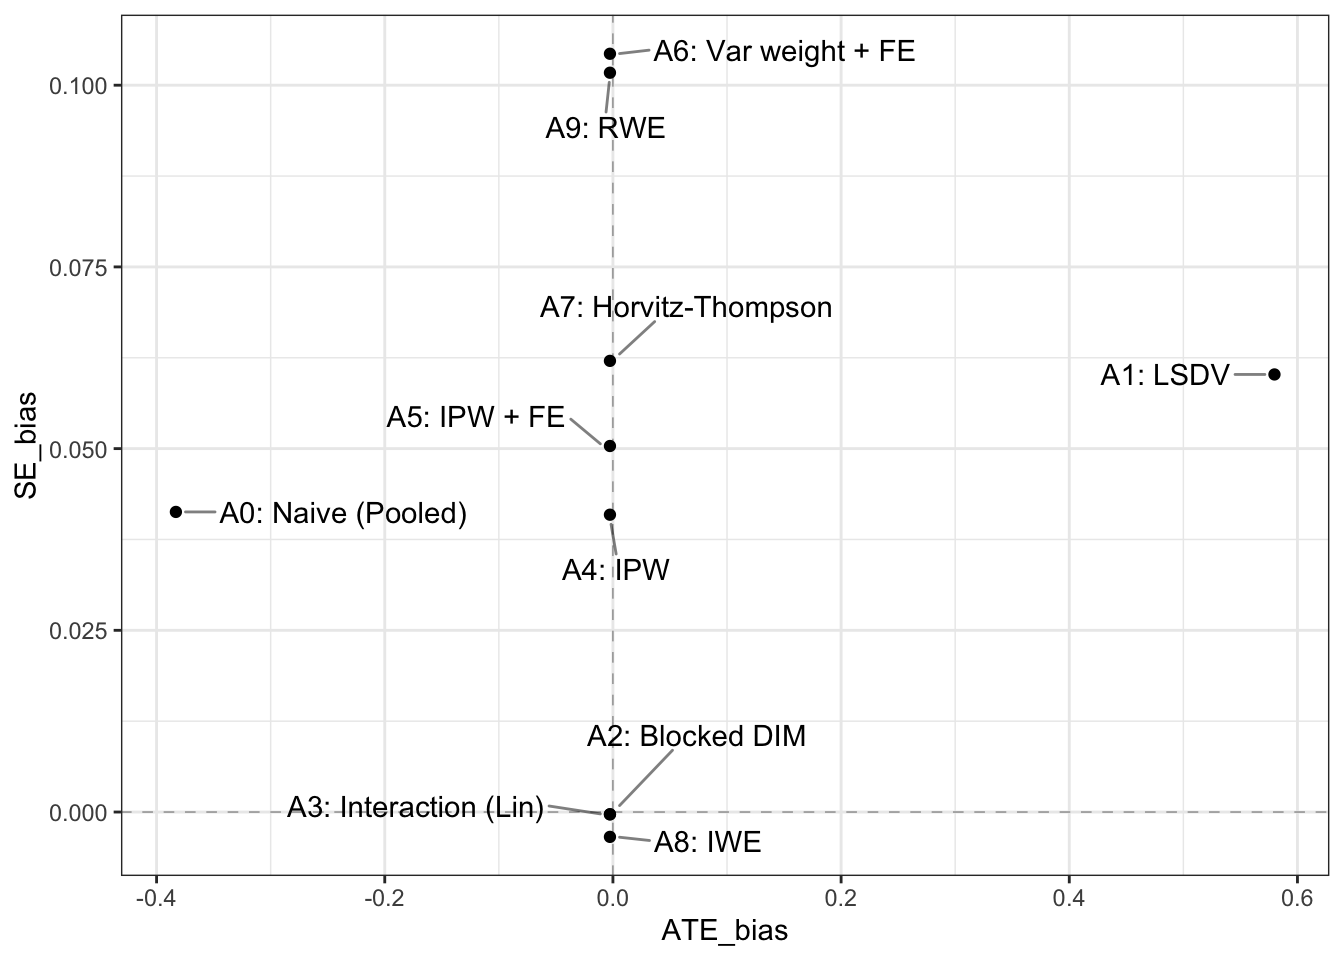 A6: Var weight + FE
0.100
A9: RWE
0.075
A7: Horvitz-Thompson
A1: LSDV
A5: IPW + FE
SE_bias
0.050
A0: Naive (Pooled)
A4: IPW
0.025
A2: Blocked DIM
A3: Interaction (Lin)
0.000
A8: IWE
-0.4
-0.2
0.0
0.2
0.4
0.6
ATE_bias